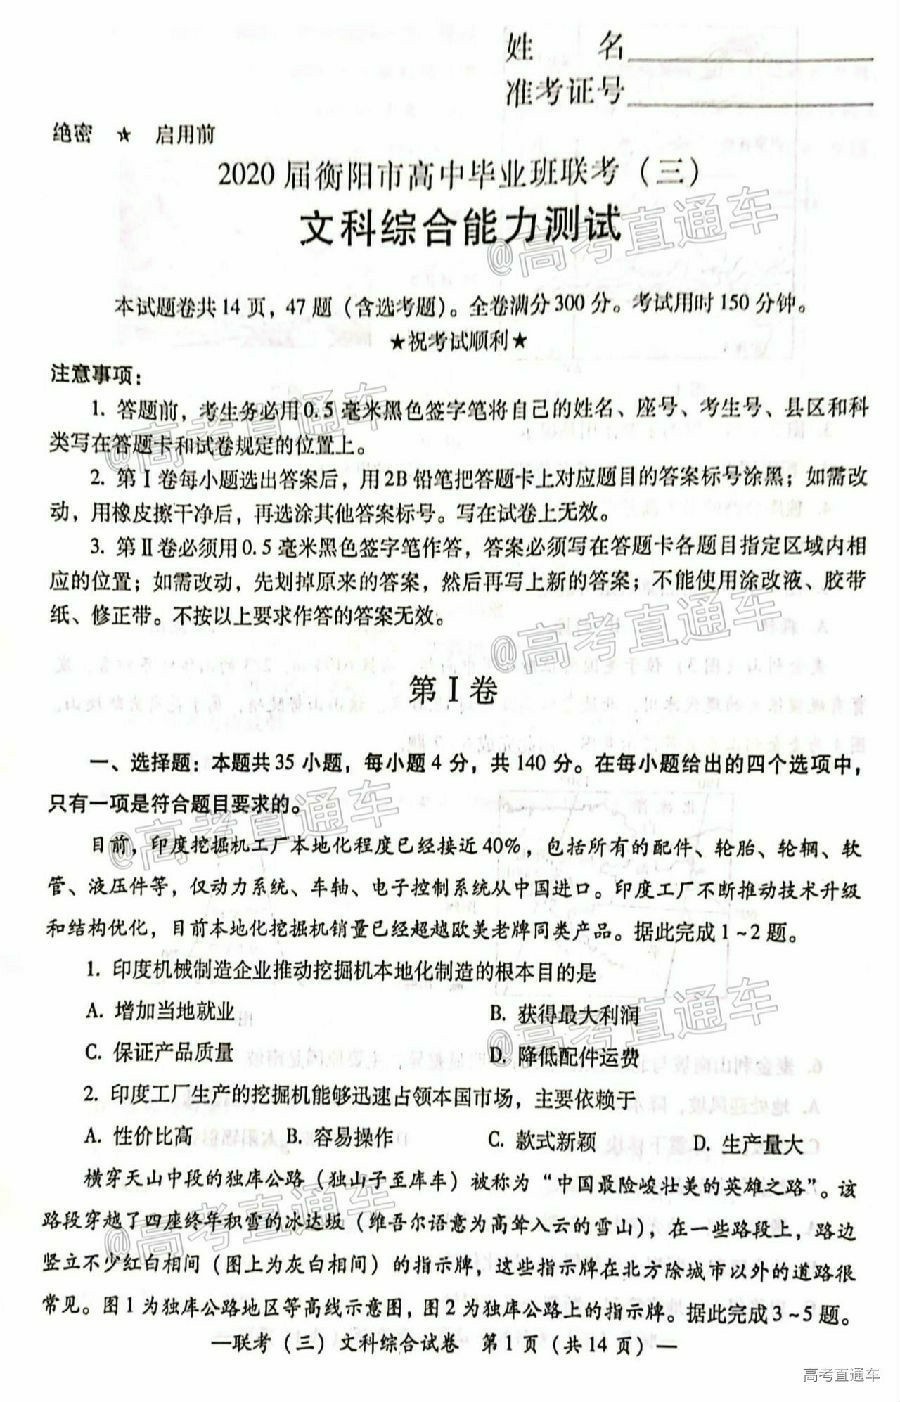 姓　　名
准考证号
绝密　★　启用前
2020届衡阳市高中毕业班联考（三）
文科综合能力测试
@高考直通车
本试题卷共14页，47题（含选考题）。全卷满分300分。考试用时150分钟。
★祝考试顺利★
注意事项：
@高考直通车
1. 答题前，考生务必用0.5毫米黑色签字笔将自己的姓名、座号、考生号、县区和科
类写在答题卡和试卷规定的位置上。
2. 第Ⅰ卷每小题选出答案后，用2B铅笔把答题卡上对应题目的答案标号涂黑；如需改
动，用橡皮擦干净后，再选涂其他答案标号。写在试卷上无效。
3. 第Ⅱ卷必须用0.5毫米黑色签字笔作答，答案必须写在答题卡各题目指定区域内相
应的位置；如需改动，先划掉原来的答案，然后再写上新的答案；不能使用涂改液、胶带
纸、修正带。不按以上要求作答的答案无效。
@高考直通车
第Ⅰ卷
一、选择题：本题共35小题，每小题4分，共140分。在每小题给出的四个选项中，
只有一项是符合题目要求的。
@高考直通车
目前，印度挖掘机工厂本地化程度已经接近40%，包括所有的配件、轮胎、轮辋、软
管、液压件等，仅动力系统、车轴、电子控制系统从中国进口。印度工厂不断推动技术升级
和结构优化，目前本地化挖掘机销量已经超越欧美老牌同类产品。据此完成1~2题。
1. 印度机械制造企业推动挖掘机本地化制造的根本目的是
A. 增加当地就业　　B. 获得最大利润
C. 保证产品质量　　D. 降低配件运费
@高考直通车
2. 印度工厂生产的挖掘机能够迅速占领本国市场，主要依赖于
A. 性价比高　　B. 容易操作　　C. 款式新颖　　D. 生产量大
横穿天山中段的独库公路（独山子至库车）被称为“中国最险峻壮美的英雄之路”。该
路段穿越了四座终年积雪的冰达坂（维吾尔语意为高耸入云的雪山），在一些路段上，路边
竖立不少红白相间（图上为灰白相间）的指示牌，这些指示牌在北方除城市以外的道路很
常见。图1为独库公路地区等高线示意图，图2为独库公路上的指示牌。据此完成3~5题。
@高考直通车
—联考（三）文科综合试卷　第1页（共14页）—
高考直通车